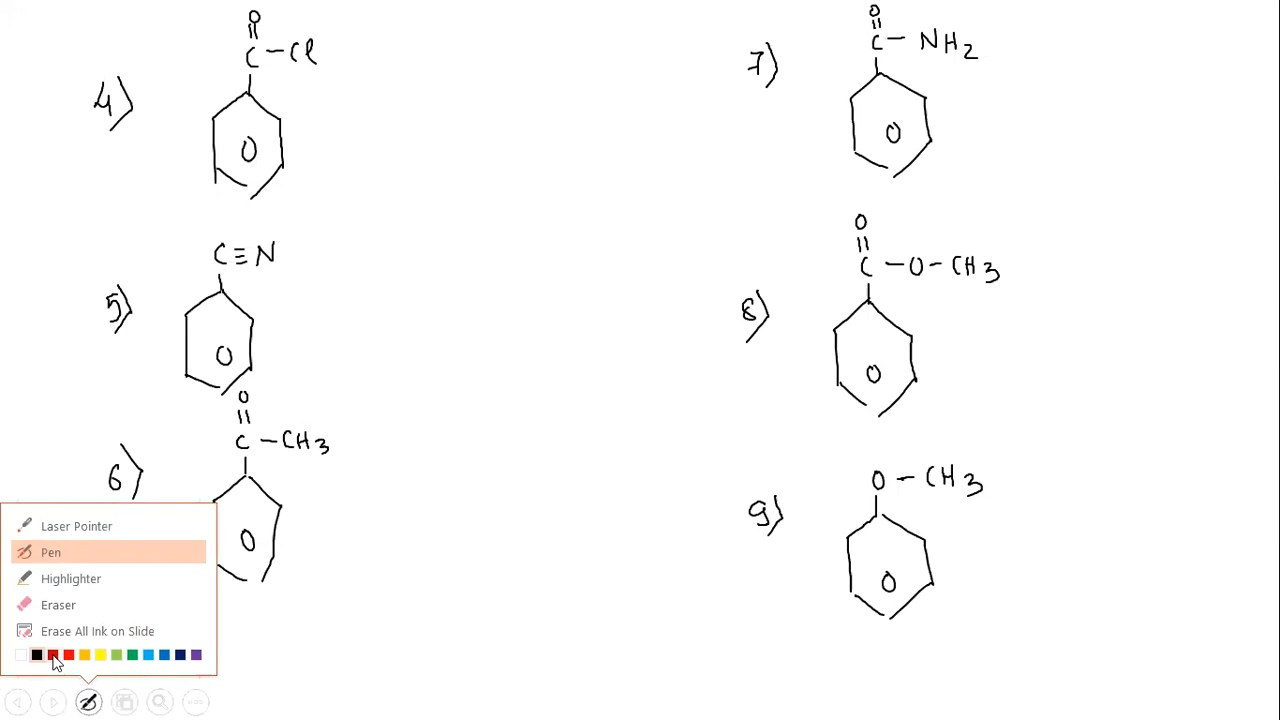 O
C-Cl
4)
O
C≡N
5)
O
O
C-CH3
6)
O
O
C-NH2
7)
O
O
C-O-CH3
8)
O
O-CH3
9)
O
Laser Pointer
Pen
Highlighter
Eraser
Erase All Ink on Slide